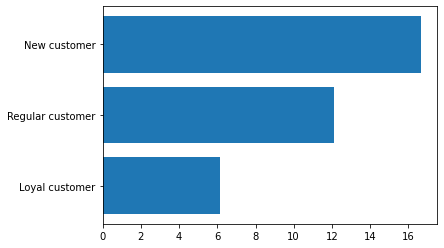 New customer
Regular customer
Loyal customer
0 2 4 6 8 10 12 14 16